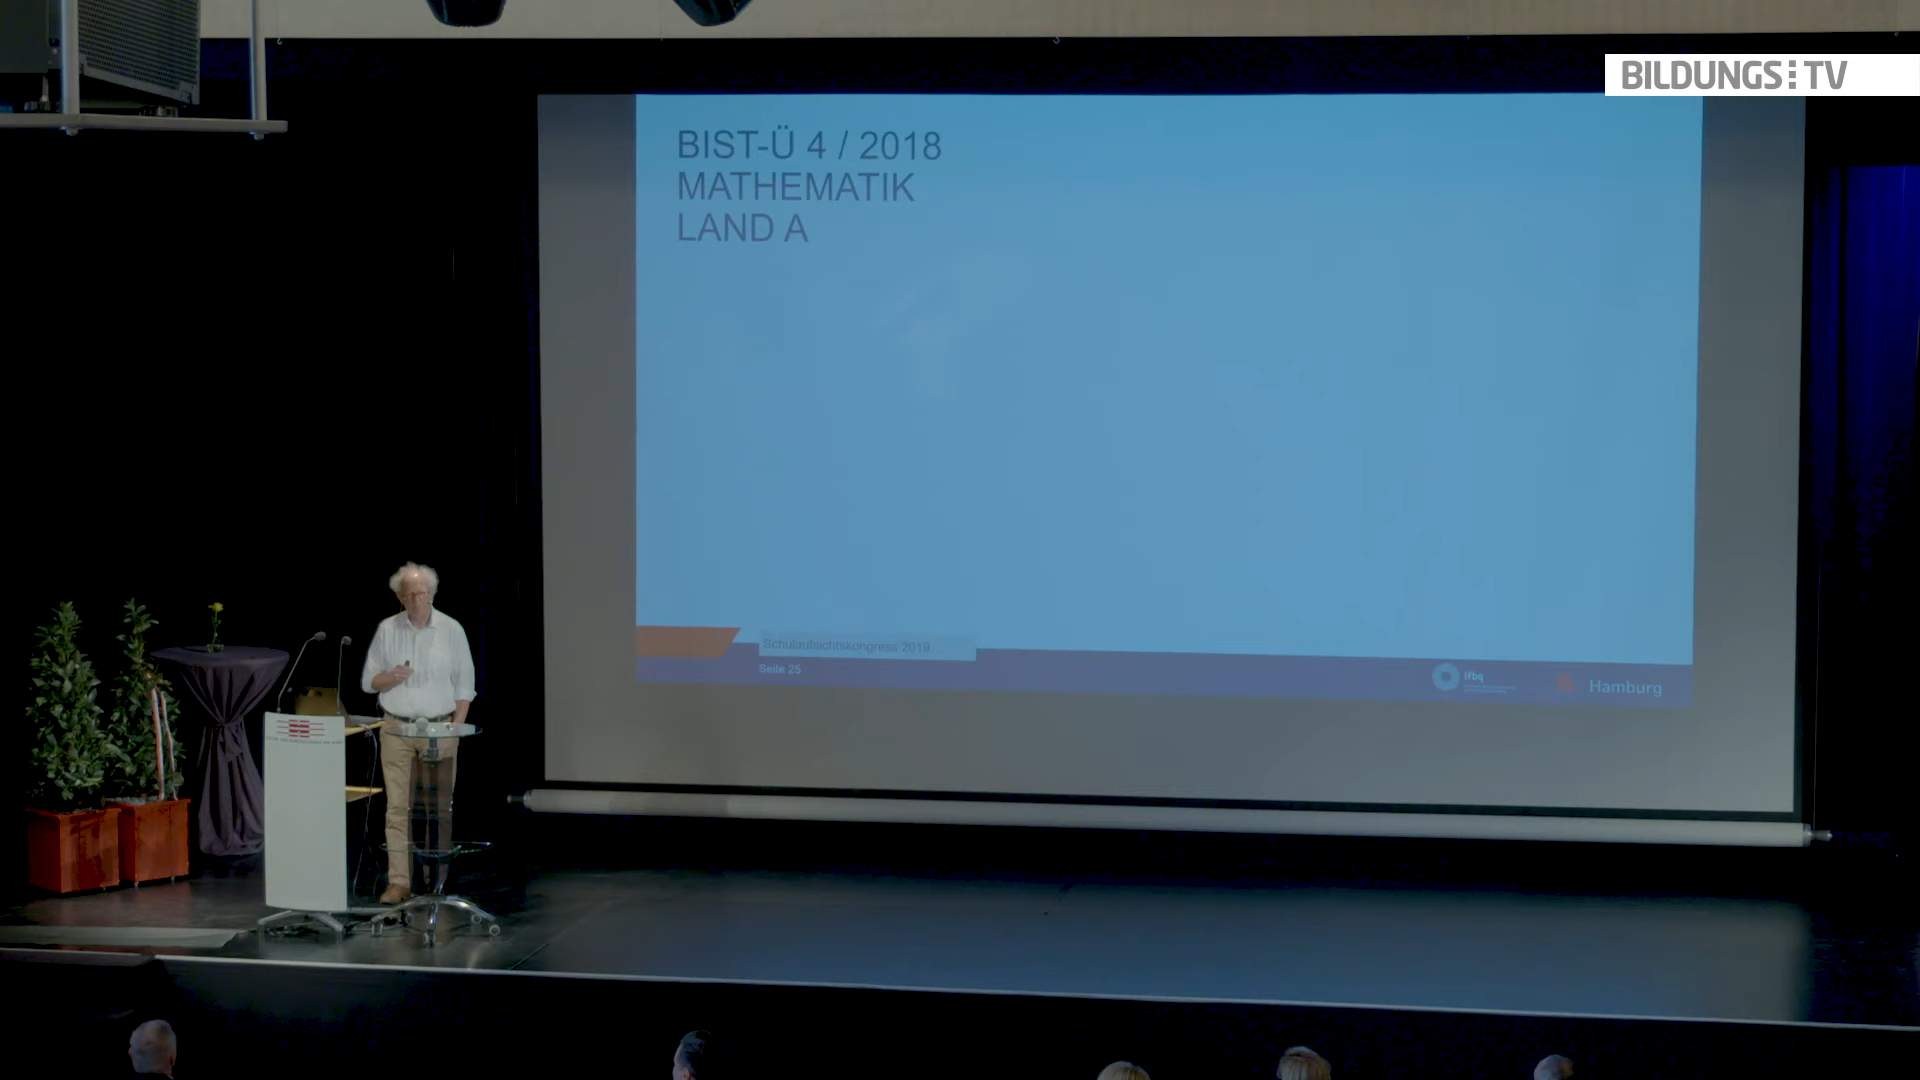 BILDUNGS:TV
BIST-Ü 4 / 2018
MATHEMATIK
LAND A
Schulaufsichtskongress 2019
Seite 25
ifbq
Hamburg